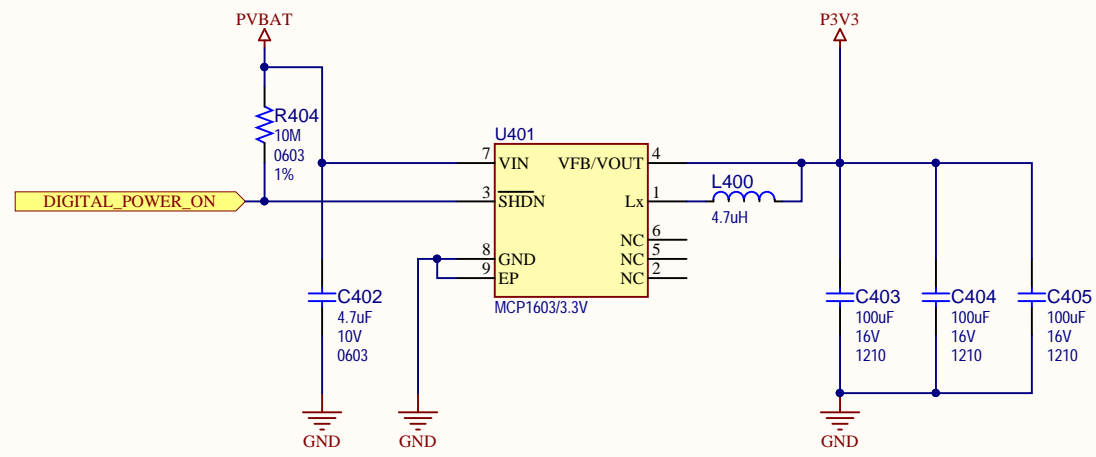 PVBAT
P3V3
R404
10M
0603
1%
DIGITAL_POWER_ON
U401
7 VIN VFB/VOUT 4
3 SHDN Lx 1
NC 6
8 GND NC 5
9 EP NC 2
MCP1603/3.3V
L400
4.7uH
C402
4.7uF
10V
0603
C403
100uF
16V
1210
C404
100uF
16V
1210
C405
100uF
16V
1210
GND
GND
GND